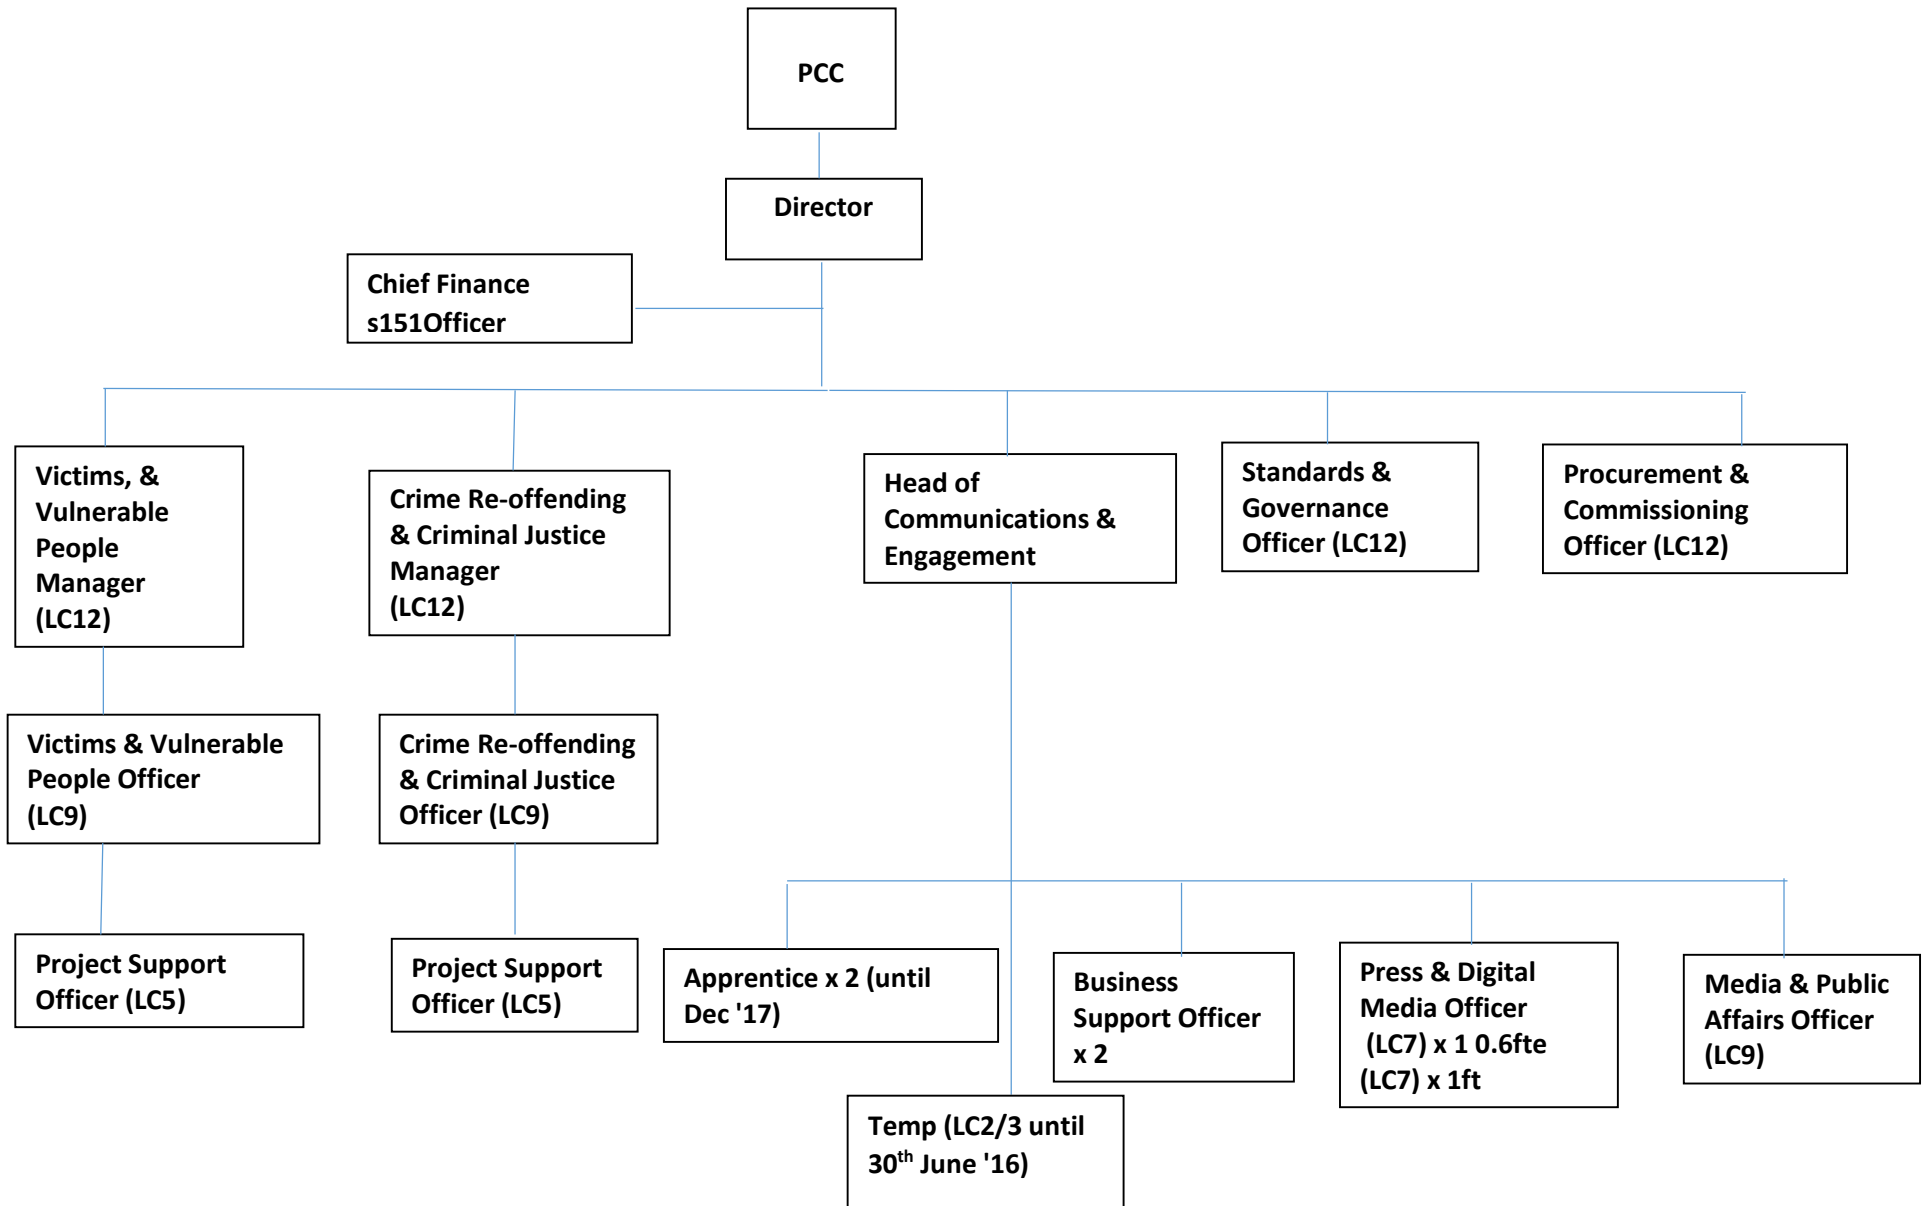 PCC
Director
Chief Finance
s151Officer
Victims, &
Vulnerable
People
Manager
(LC12)
Crime Re-offending
& Criminal Justice
Manager
(LC12)
Head of
Communications &
Engagement
Standards &
Governance
Officer (LC12)
Procurement &
Commissioning
Officer (LC12)
Victims & Vulnerable
People Officer
(LC9)
Crime Re-offending
& Criminal Justice
Officer (LC9)
Project Support
Officer (LC5)
Project Support
Officer (LC5)
Apprentice x 2 (until
Dec '17)
Business
Support Officer
x 2
Press & Digital
Media Officer
(LC7) x 1 0.6fte
(LC7) x 1ft
Media & Public
Affairs Officer
(LC9)
Temp (LC2/3 until
30th June '16)